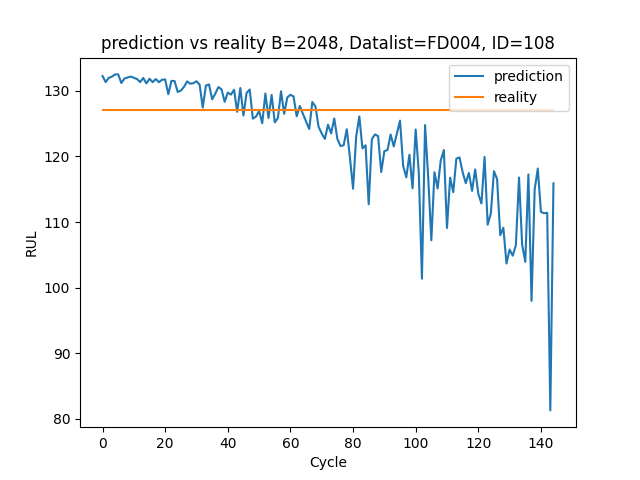 prediction vs reality B=2048, Datalist=FD004, ID=108
prediction
reality
RUL
130
120
110
100
90
80
0 20 40 60 80 100 120 140
Cycle